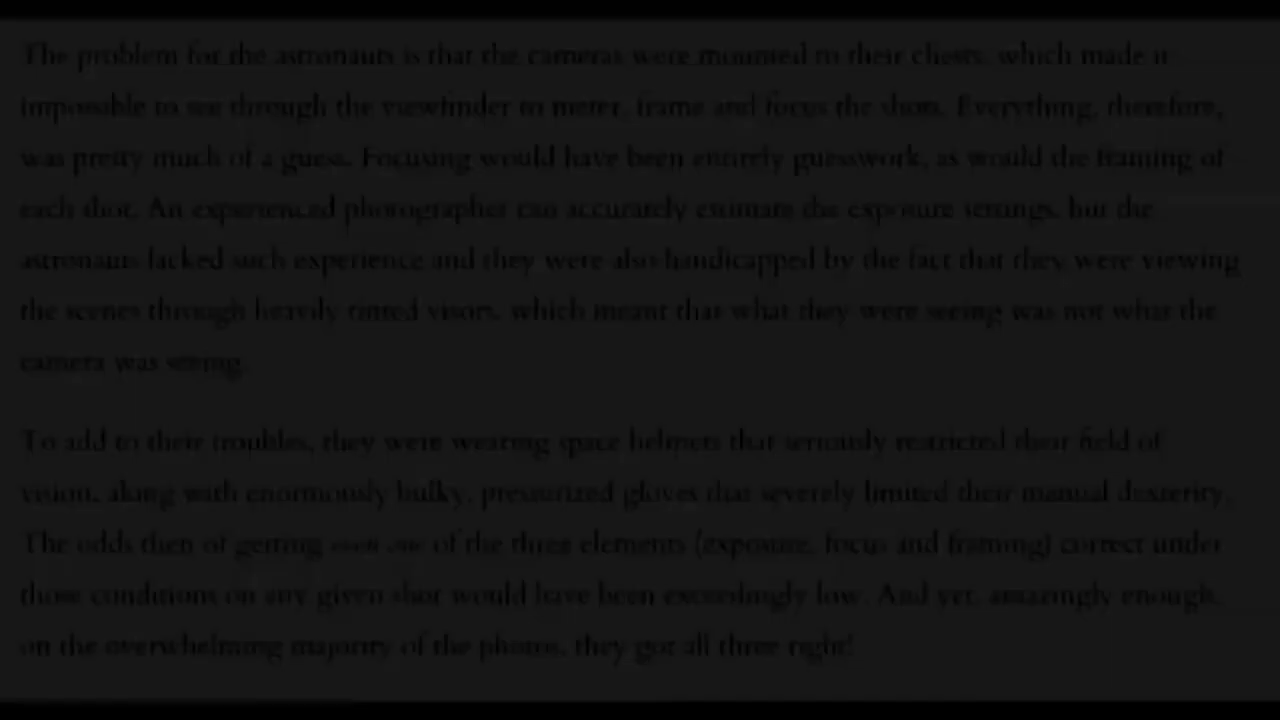 The problem for the astronauts is that the cameras were mounted to their chests, which made it
impossible to see through the viewfinder to meter, frame and focus the shots. Everything, therefore,
was pretty much of a guess. Focusing would have been entirely guesswork, as would the framing of
each shot. An experienced photographer can accurately estimate the exposure settings, but the
astronauts lacked such experience and they were also handicapped by the fact that they were viewing
the scenes through heavily tinted visors, which meant that what they were seeing was not what the
camera was seeing.
To add to their troubles, they were wearing space helmets that seriously restricted their field of
vision, along with enormously bulky, pressurized gloves that severely limited their manual dexterity.
The odds then of getting even one of the three elements (exposure, focus and framing) correct under
those conditions on any given shot would have been exceedingly low. And yet, amazingly enough,
on the overwhelming majority of the photos, they got all three right!